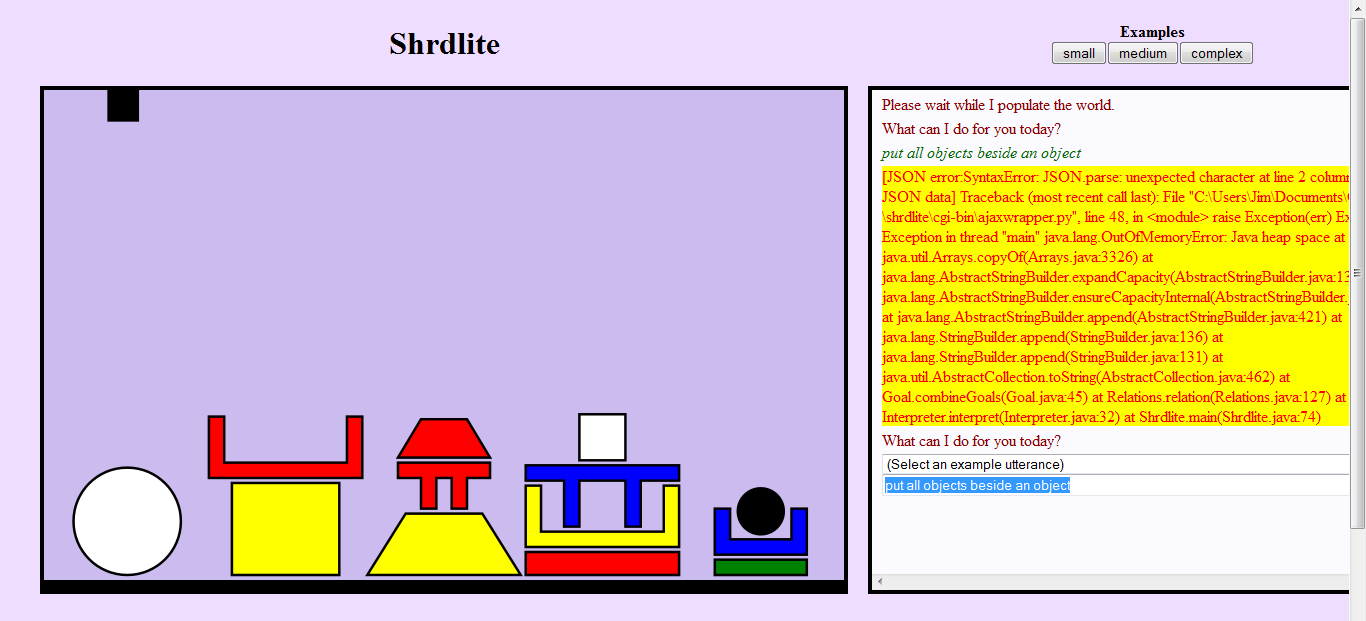 Shrdlite
Examples
small medium complex
Please wait while I populate the world.
What can I do for you today?
put all objects beside an object
[JSON error:SyntaxError: JSON.parse: unexpected character at line 2
JSON data] Traceback (most recent call last): File "C:\Users\Jim\Documents\
\shrdlite\cgi-bin\ajaxwrapper.py", line 48, in <module> raise Exception(err)
Exception in thread "main" java.lang.OutOfMemoryError: Java heap space at
java.util.Arrays.copyOf(Arrays.java:3326) at
java.lang.AbstractStringBuilder.expandCapacity(AbstractStringBuilder.java:13
java.lang.AbstractStringBuilder.ensureCapacityInternal(AbstractStringBuilder.
at java.lang.AbstractStringBuilder.append(AbstractStringBuilder.java:421) at
java.lang.StringBuilder.append(StringBuilder.java:136) at
java.lang.StringBuilder.append(StringBuilder.java:131) at
java.util.AbstractCollection.toString(AbstractCollection.java:462) at
Goal.combineGoals(Goal.java:45) at Relations.relation(Relations.java:127) at
Interpreter.interpret(Interpreter.java:32) at Shrdlite.main(Shrdlite.java:74)
What can I do for you today?
(Select an example utterance)
put all objects beside an object